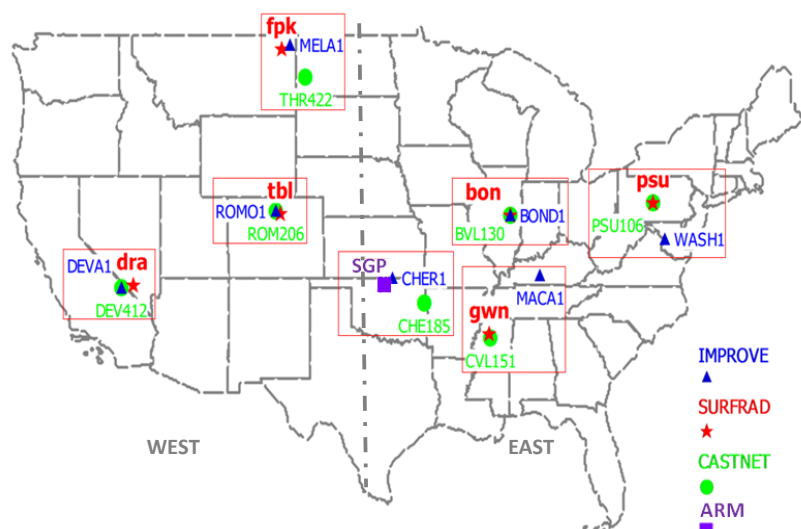 fpk
MELA1
THR422
tbl
ROMO1
ROM206
bon
BOND1
BVL130
psu
PSU106
WASH1
DEVA1
dra
DEV412
SGP
CHER1
CHE185
MACA1
gwn
CVL151
IMPROVE
SURFRAD
CASTNET
ARM
WEST
EAST